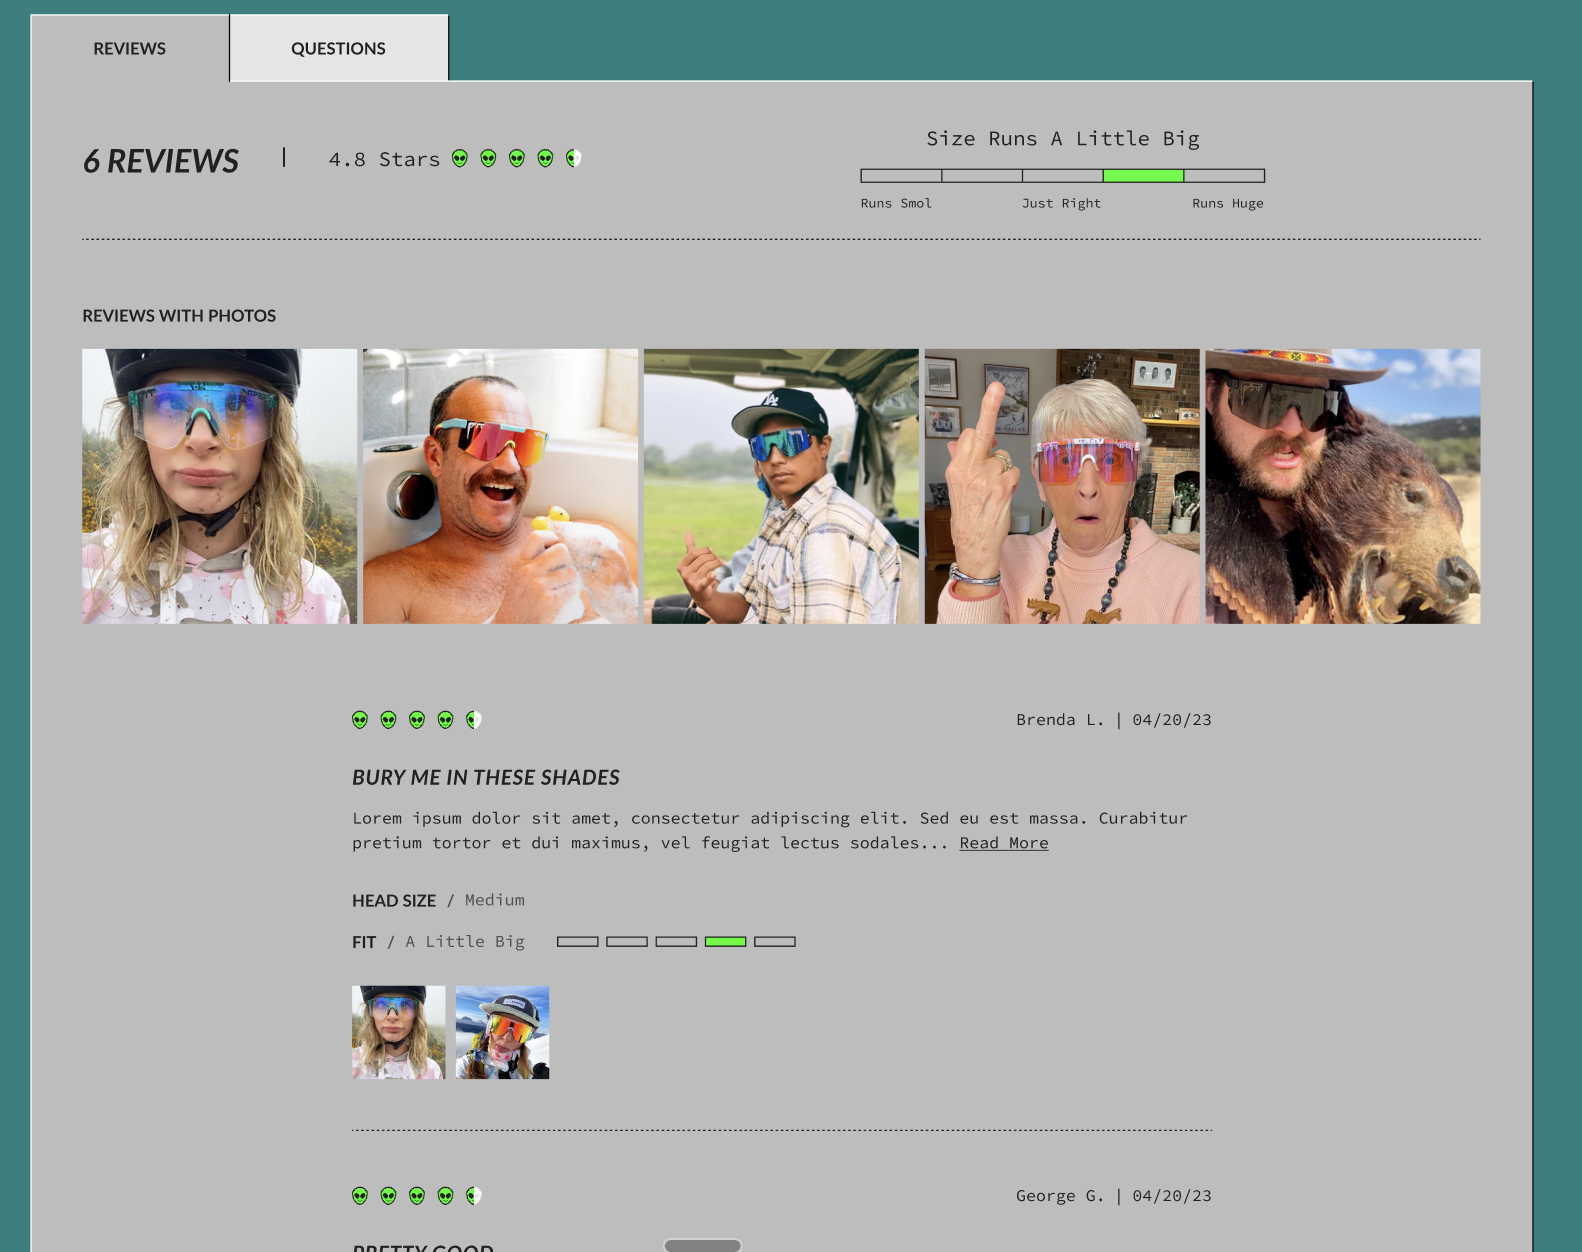 REVIEWS
QUESTIONS
6 REVIEWS
4.8 Stars
Size Runs A Little Big
Runs Smol
Just Right
Runs Huge
REVIEWS WITH PHOTOS
LA
Brenda L. | 04/20/23
BURY ME IN THESE SHADES
Lorem ipsum dolor sit amet, consectetur adipiscing elit. Sed eu est massa. Curabitur
pretium tortor et dui maximus, vel feugiat lectus sodales... Read More
HEAD SIZE / Medium
FIT / A Little Big
George G. | 04/20/23
PRETTY GOOD